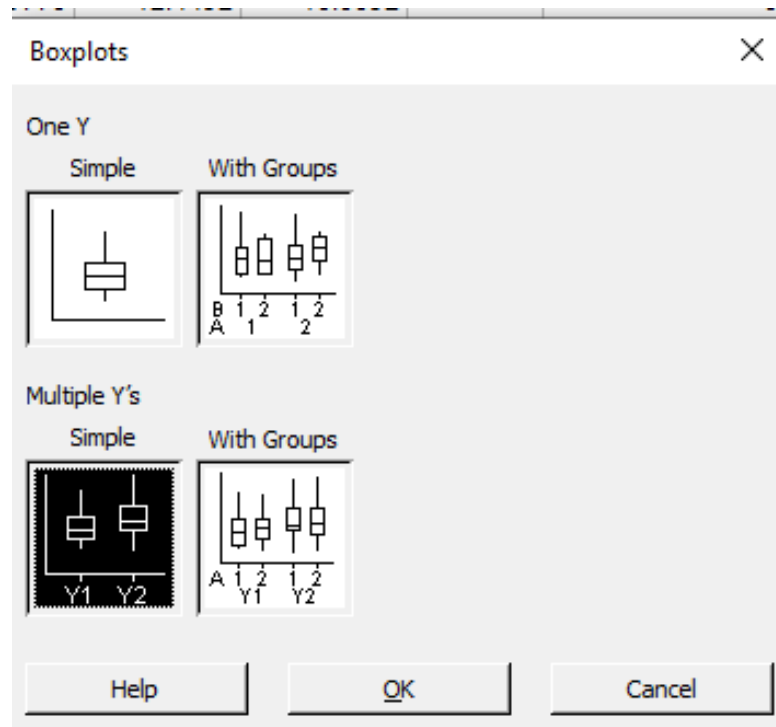 Boxplots
One Y
Simple With Groups
B 1 2 1 2
A 1 2
Multiple Y's
Simple With Groups
Y1 Y2
A 1 2 1 2
Y1 Y2
Help OK Cancel